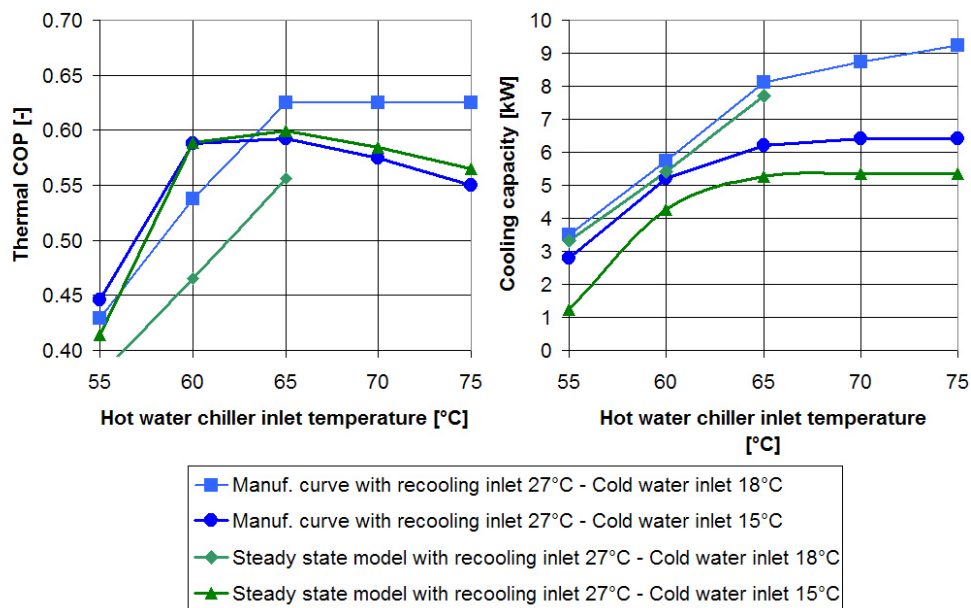 0.70
0.65
0.60
0.55
0.50
0.45
0.40
Thermal COP [-]
55 60 65 70 75
Hot water chiller inlet temperature [°C]
10
9
8
7
6
5
4
3
2
1
0
Cooling capacity [kW]
55 60 65 70 75
Hot water chiller inlet temperature
[°C]
Manuf. curve with recooling inlet 27°C - Cold water inlet 18°C
Manuf. curve with recooling inlet 27°C - Cold water inlet 15°C
Steady state model with recooling inlet 27°C - Cold water inlet 18°C
Steady state model with recooling inlet 27°C - Cold water inlet 15°C